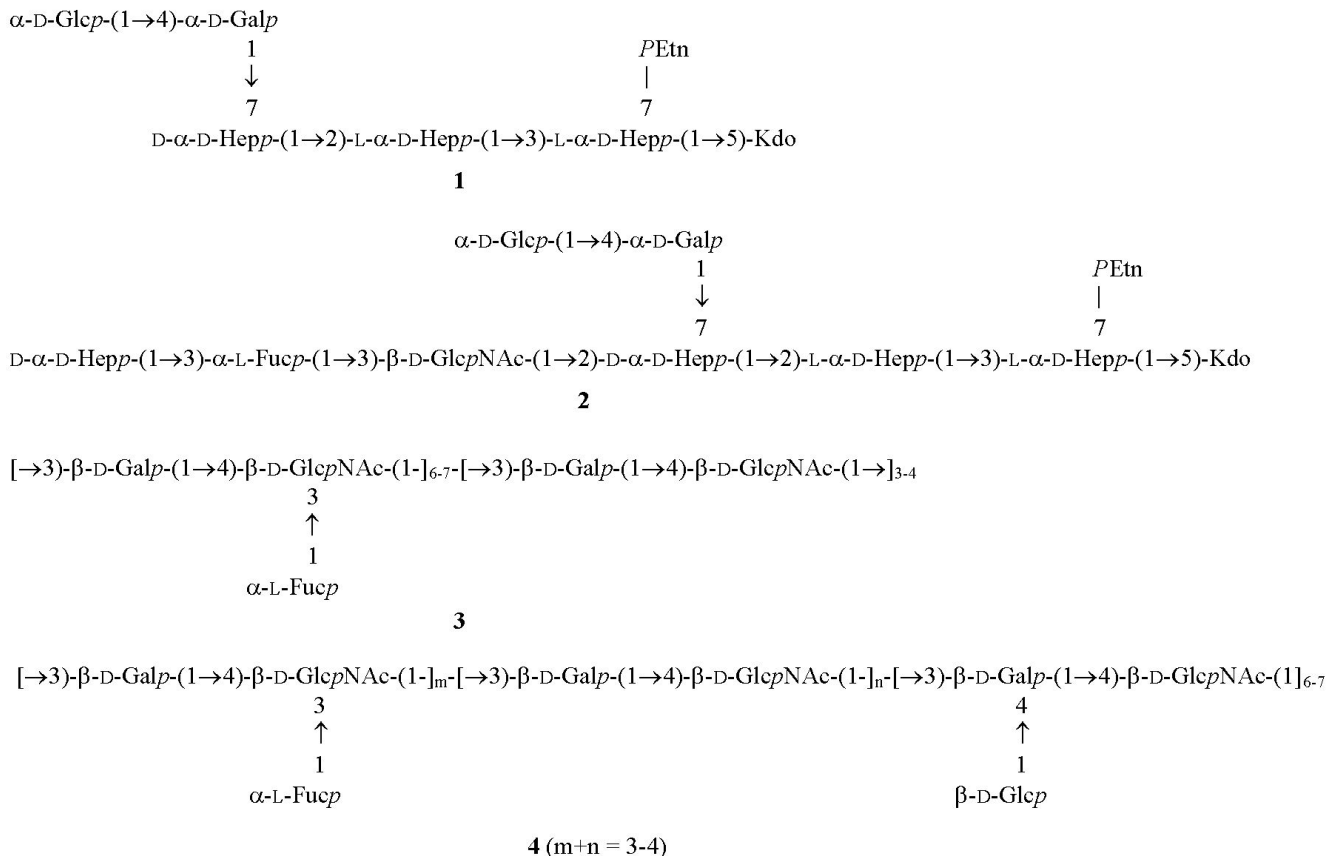 α-D-Glcp-(1→4)-α-D-Galp
1
↓
7
PEtn
|
7
D-α-D-Hepp-(1→2)-L-α-D-Hepp-(1→3)-L-α-D-Hepp-(1→5)-Kdo
1
α-D-Glcp-(1→4)-α-D-Galp
1
↓
7
PEtn
|
7
D-α-D-Hepp-(1→3)-α-L-Fucp-(1→3)-β-D-GlcpNAc-(1→2)-D-α-D-Hepp-(1→2)-L-α-D-Hepp-(1→3)-L-α-D-Hepp-(1→5)-Kdo
2
[→3)-β-D-Galp-(1→4)-β-D-GlcpNAc-(1-]6-7-[→3)-β-D-Galp-(1→4)-β-D-GlcpNAc-(1→]3-4
3
↑
1
α-L-Fucp
3
[→3)-β-D-Galp-(1→4)-β-D-GlcpNAc-(1-]m-[→3)-β-D-Galp-(1→4)-β-D-GlcpNAc-(1-]n-[→3)-β-D-Galp-(1→4)-β-D-GlcpNAc-(1]6-7
3 4
↑ ↑
1 1
α-L-Fucp β-D-Glcp
4 (m+n = 3-4)